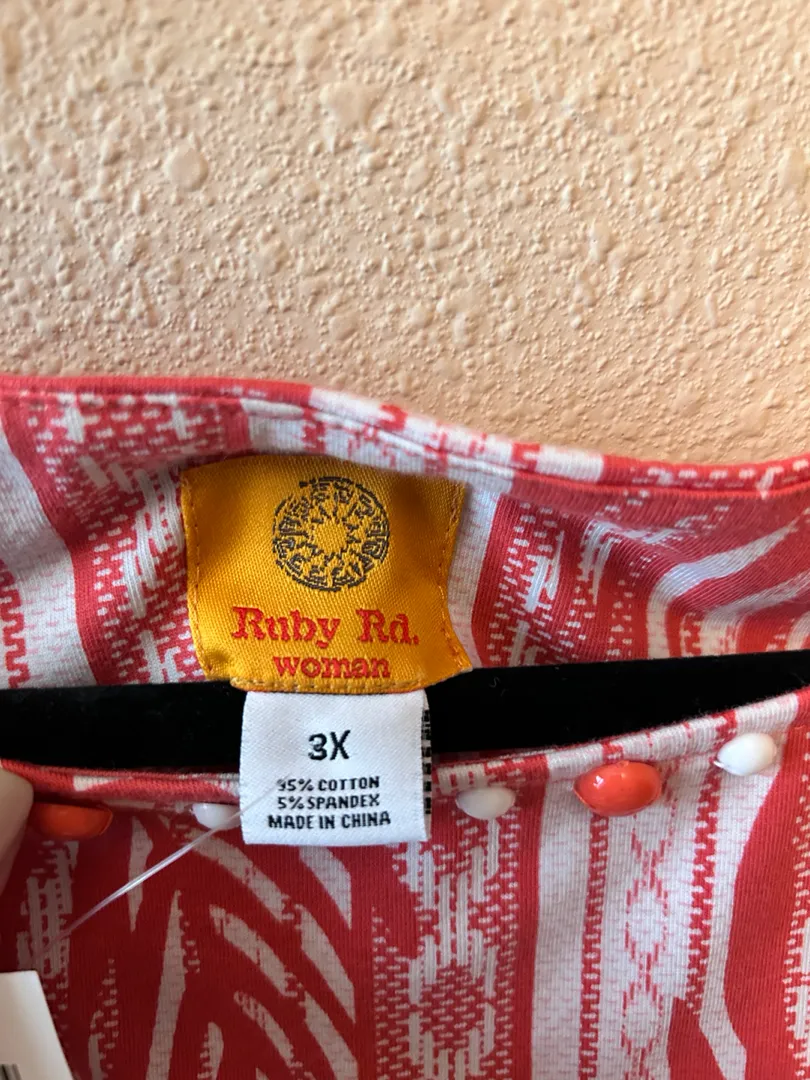 Ruby Rd.
woman
3X
95% COTTON
5% SPANDEX
MADE IN CHINA